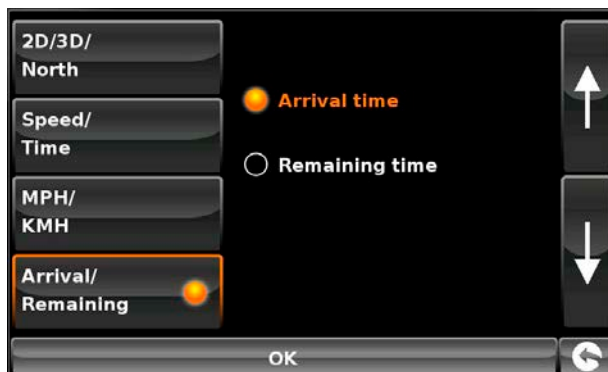 2D/3D/
North
Speed/
Time
MPH/
KMH
Arrival/
Remaining
Arrival time
Remaining time
OK